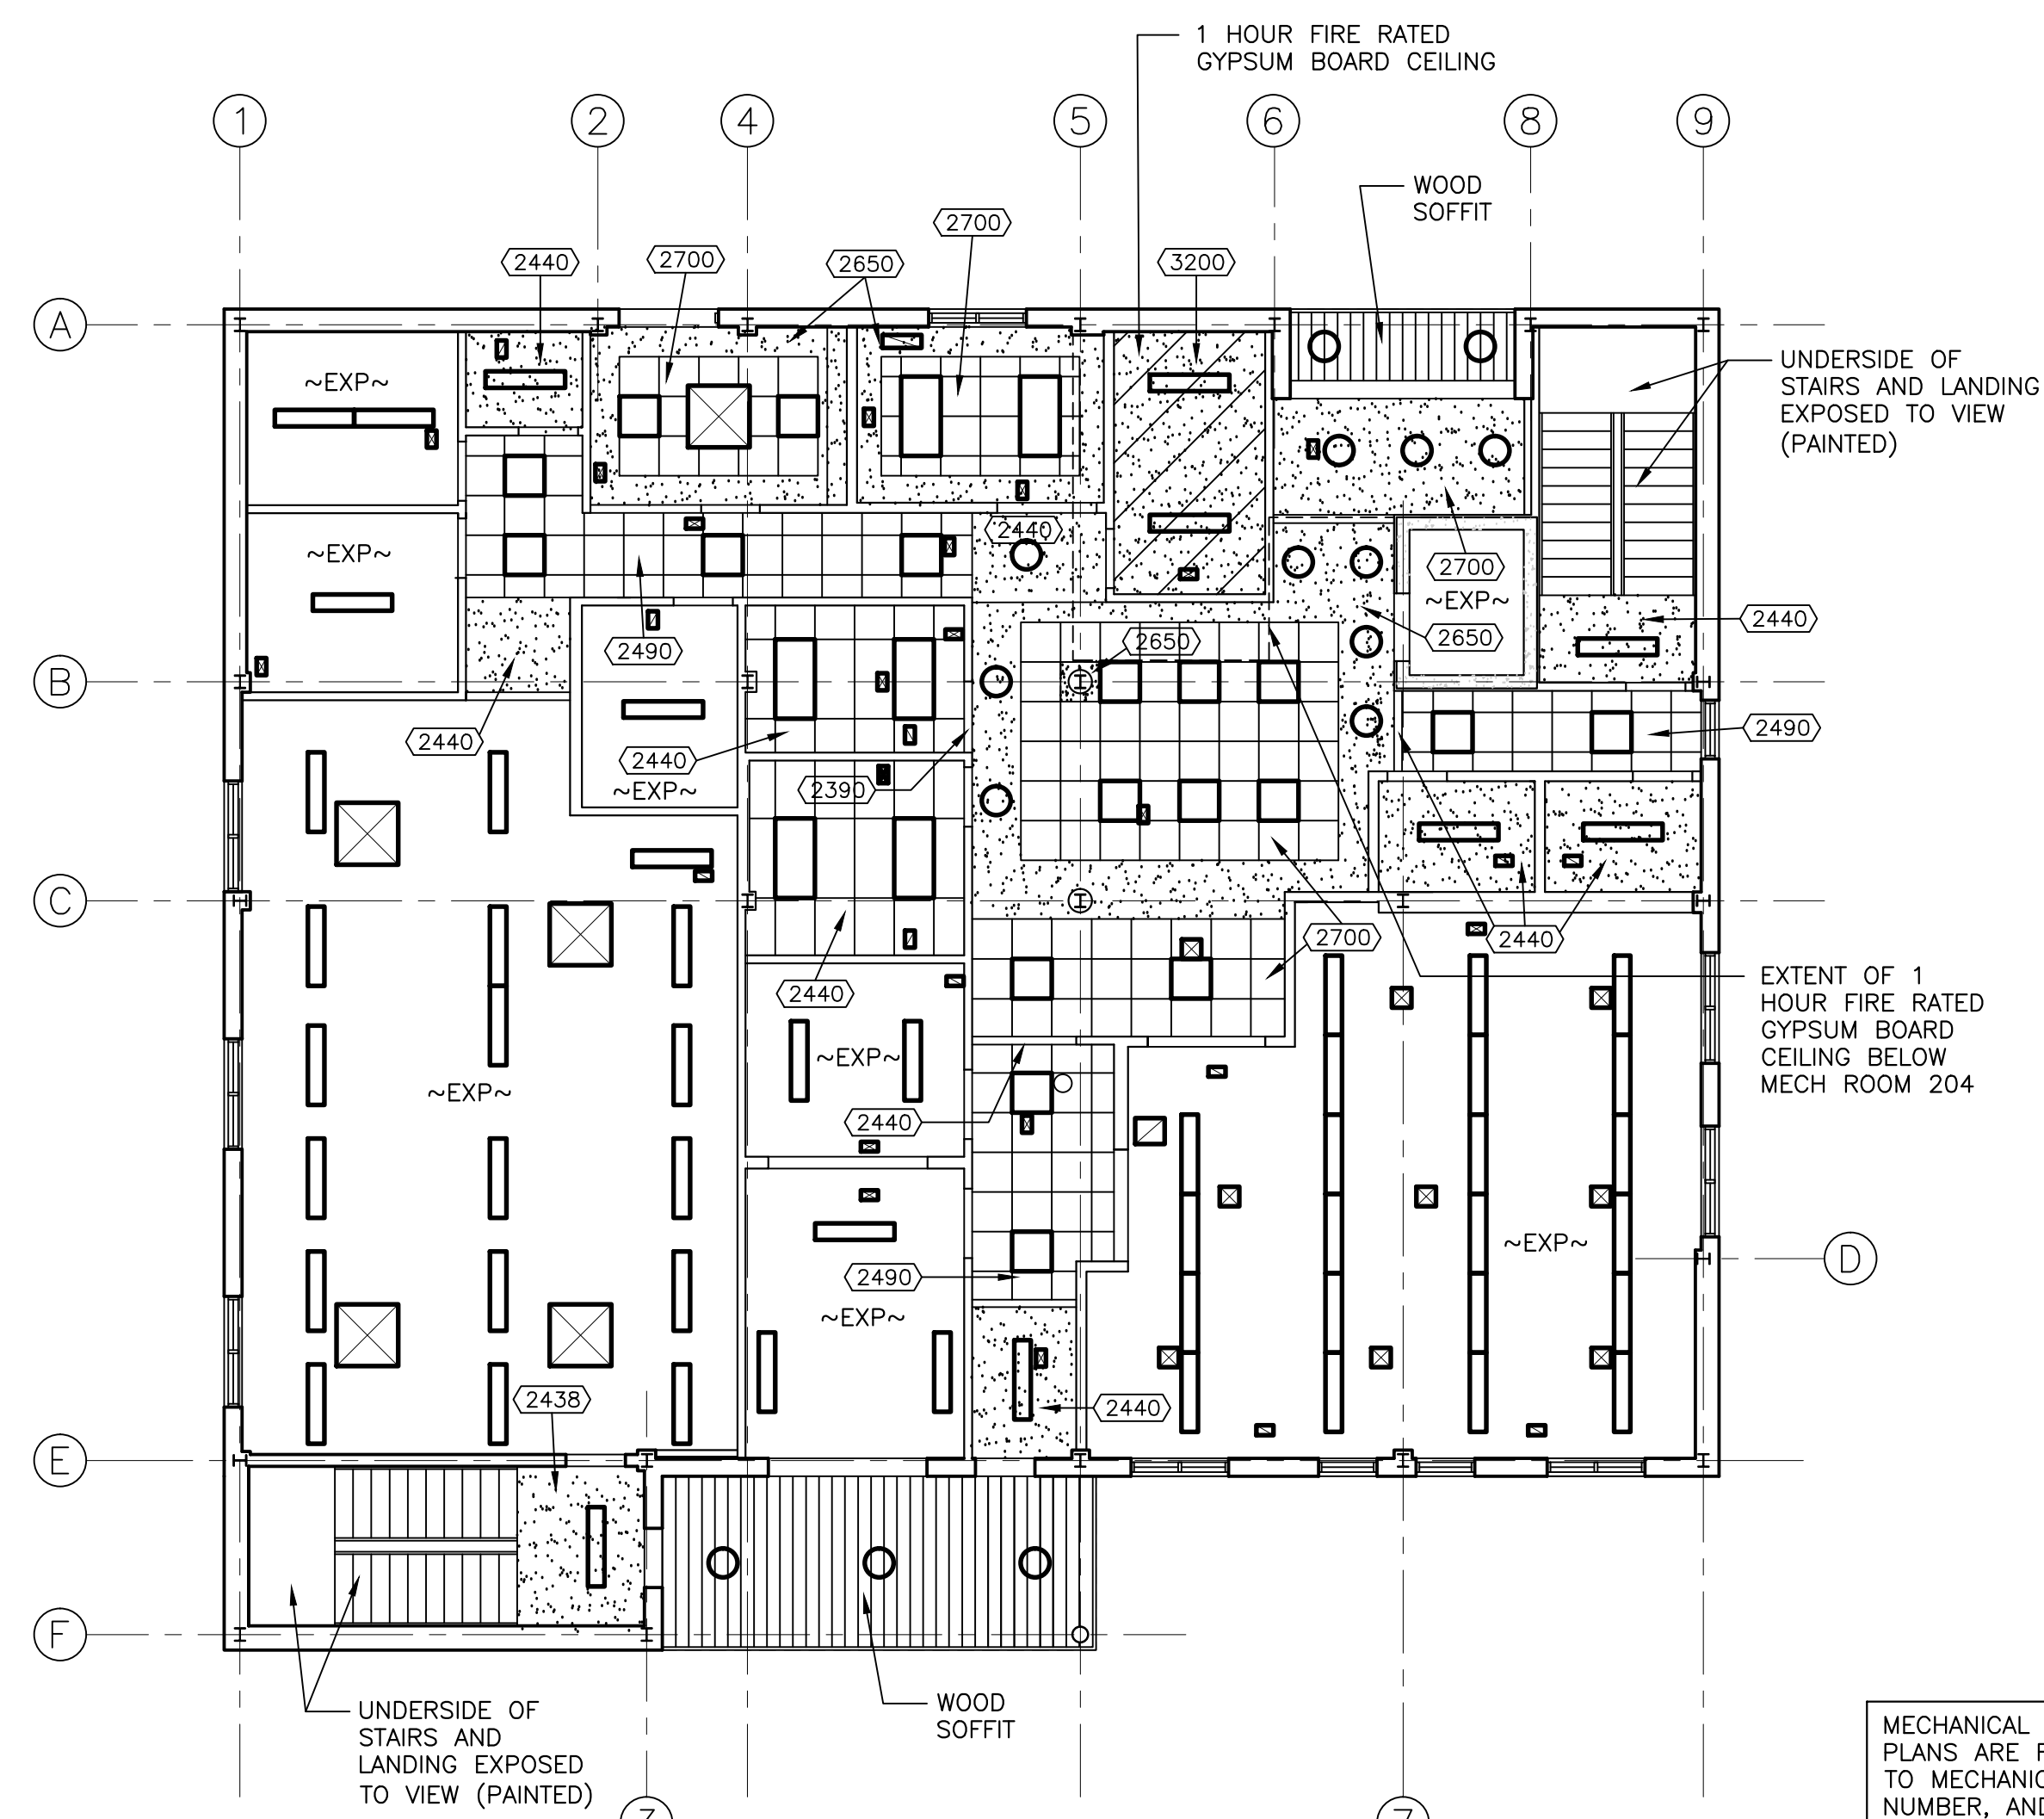 1 HOUR FIRE RATED
GYPSUM BOARD CEILING
1
2
4
5
6
8
9
WOOD
SOFFIT
2700
2440
2700
2650
3200
A
UNDERSIDE OF
STAIRS AND LANDING
EXPOSED TO VIEW
(PAINTED)
~EXP~
2440
~EXP~
2700
~EXP~
2440
2650
2490
2650
B
2440
2490
2440
~EXP~
2390
C
2700
2440
2440
EXTENT OF 1
HOUR FIRE RATED
GYPSUM BOARD
CEILING BELOW
MECH ROOM 204
~EXP~
~EXP~
2440
~EXP~
D
2490
~EXP~
2438
2440
E
F
UNDERSIDE OF
STAIRS AND
LANDING EXPOSED
TO VIEW (PAINTED)
WOOD
SOFFIT
MECHANICAL
PLANS ARE
TO
NUMBER,